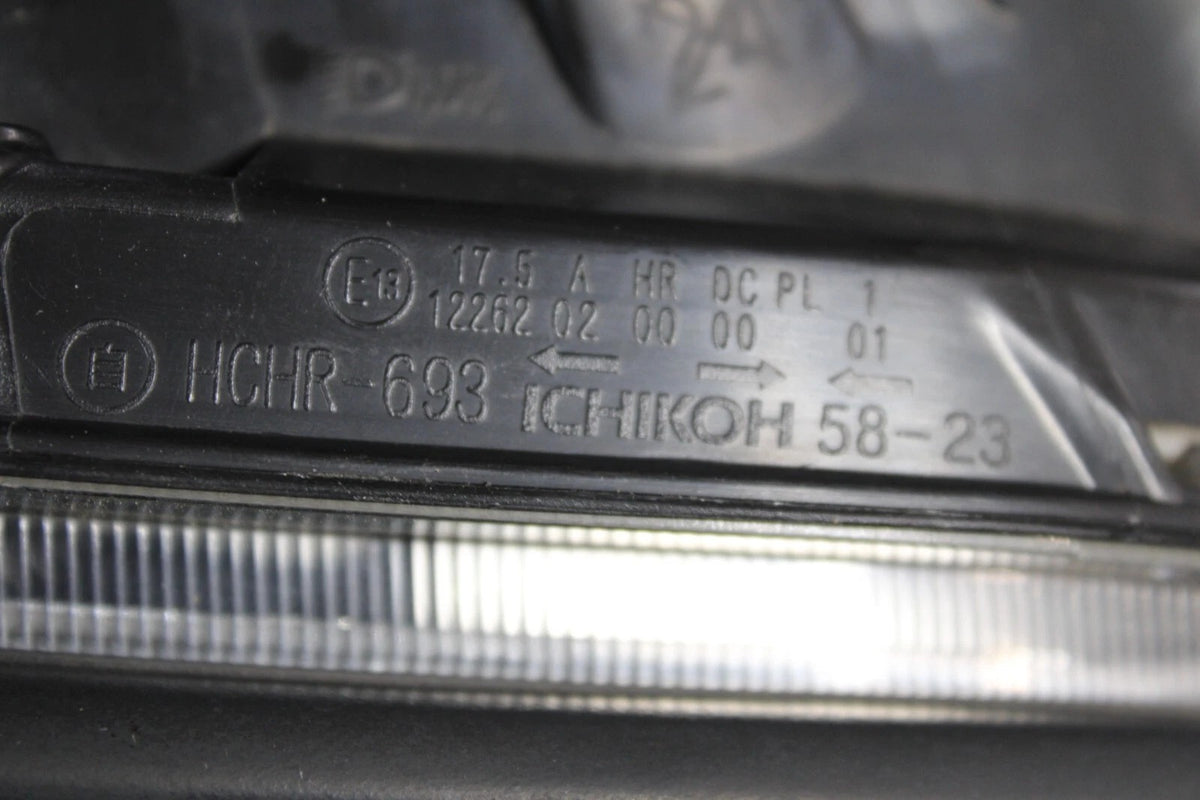 E13 17.5 A HR DC PL 1
12262 02 00 00 01
← → ←
自 HCHR-693 ICHIKOH 58-23